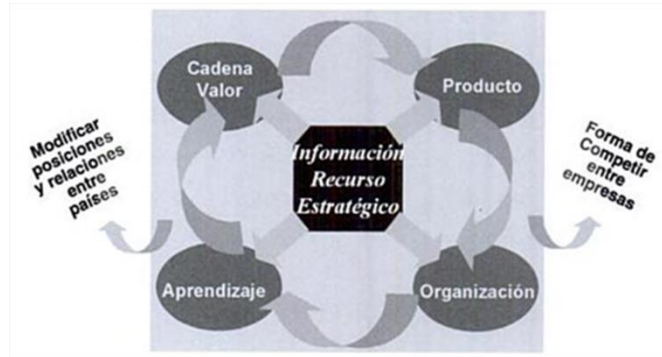 Cadena
Valor
Producto
Modificar
posiciones
y relaciones
entre
países
Información
Recurso
Estratégico
Forma de
Competir
entre
empresas
Aprendizaje
Organización